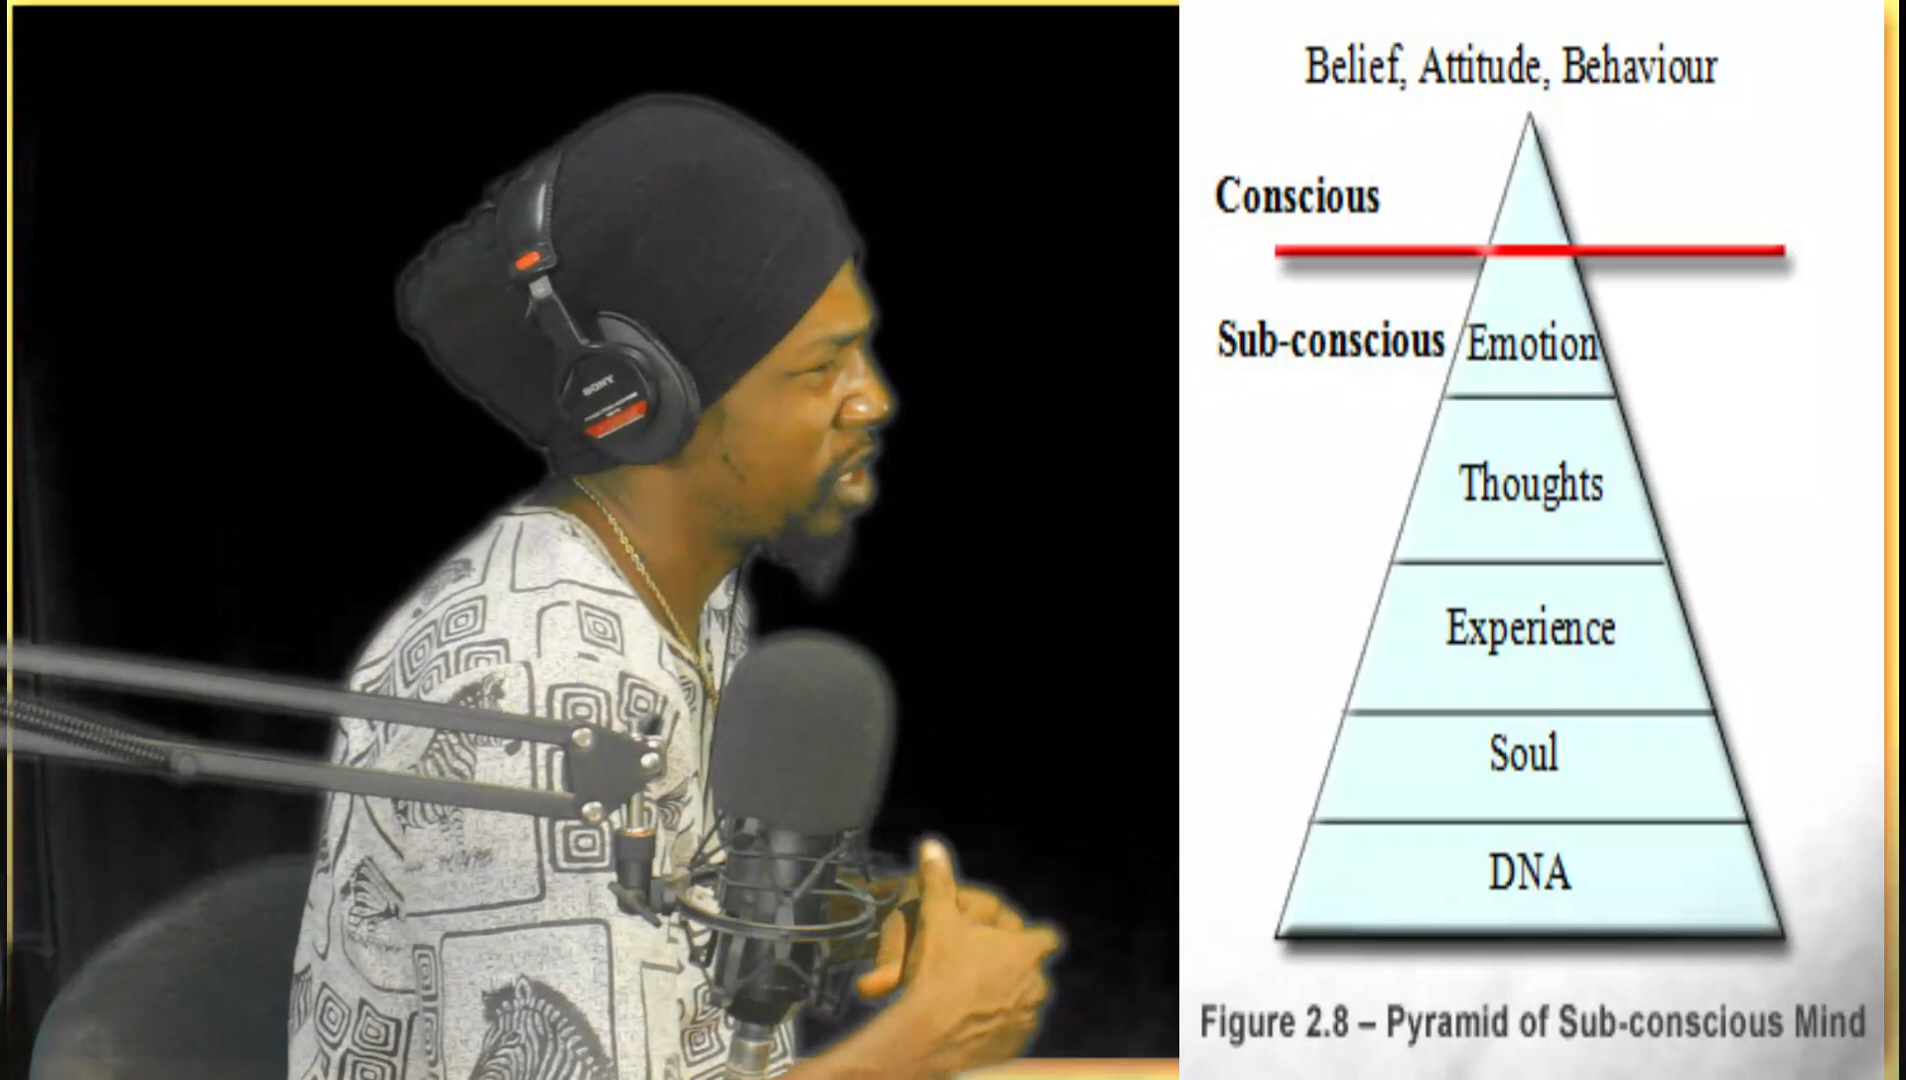 SONY
Belief, Attitude, Behaviour
Conscious
Sub-conscious
Emotion
Thoughts
Experience
Soul
DNA
Figure 2.8 – Pyramid of Sub-conscious Mind